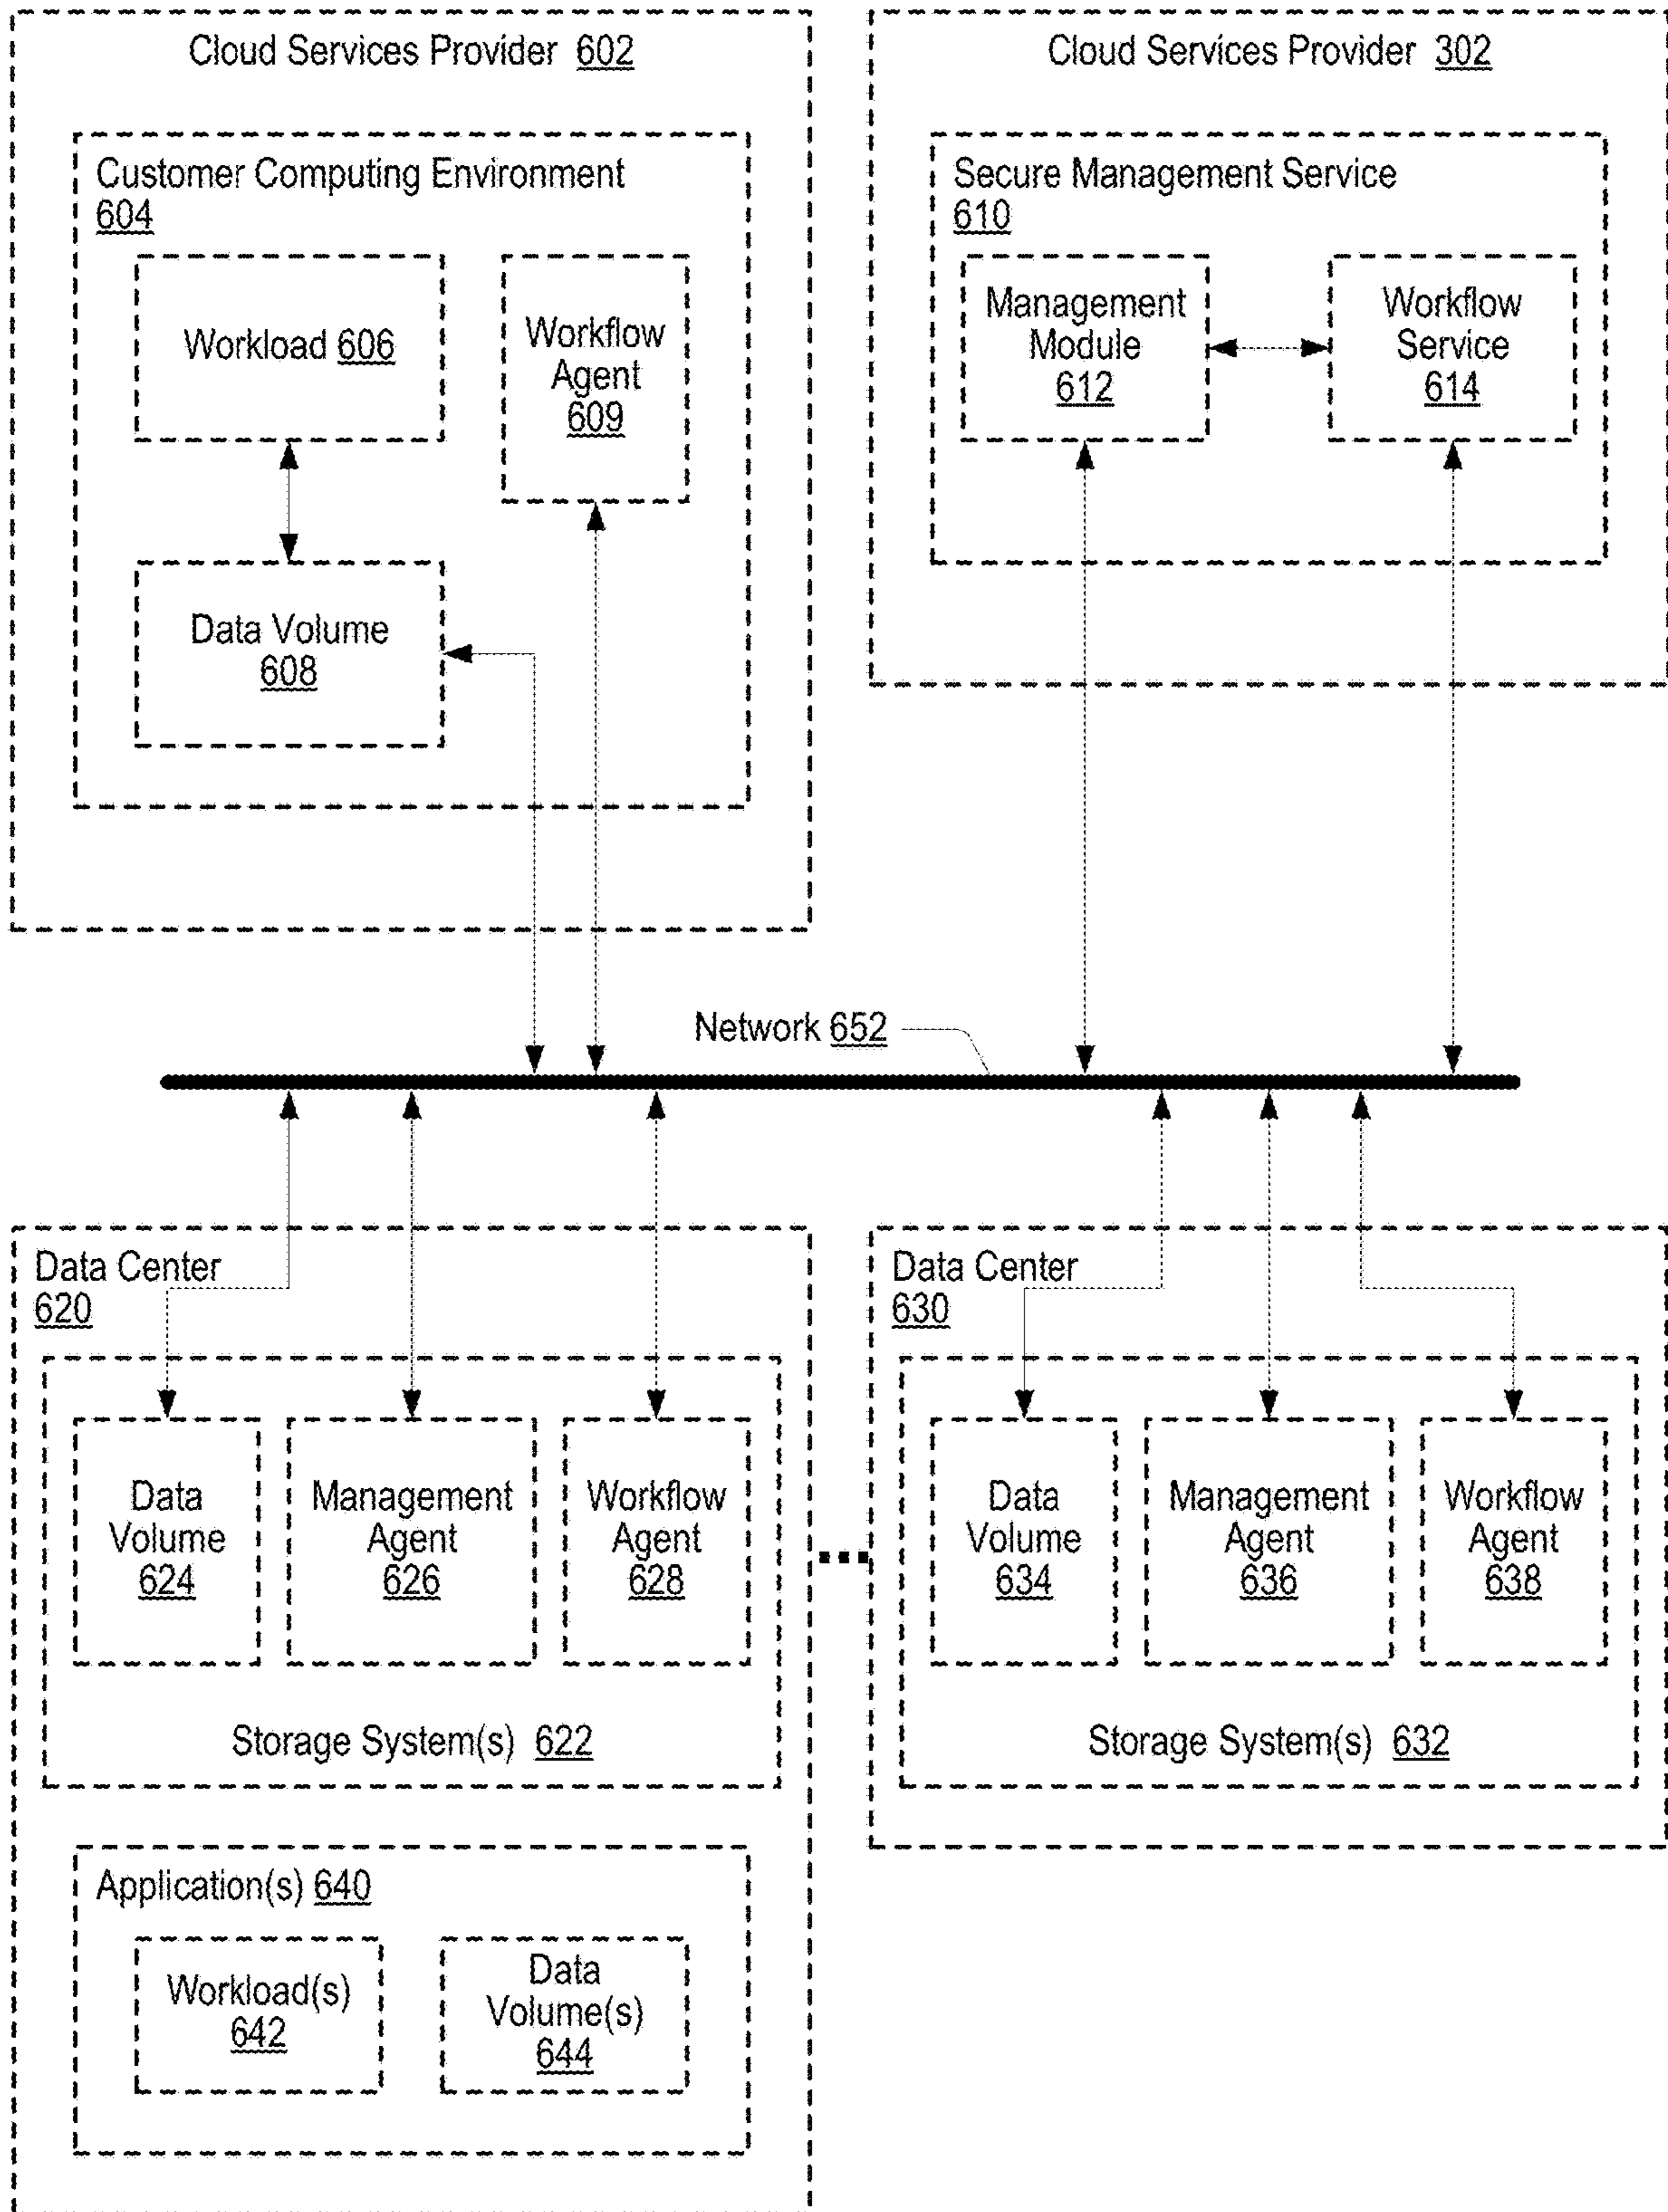 Cloud Services Provider 602
Customer Computing Environment
604
Workload 606
Workflow
Agent
609
Data Volume
608
Cloud Services Provider 302
Secure Management Service
610
Management
Module
612
Workflow
Service
614
Network 652
Data Center
620
Data
Volume
624
Management
Agent
626
Workflow
Agent
628
Storage System(s) 622
Application(s) 640
Workload(s)
642
Data
Volume(s)
644
Data Center
630
Data
Volume
634
Management
Agent
636
Workflow
Agent
638
Storage System(s) 632